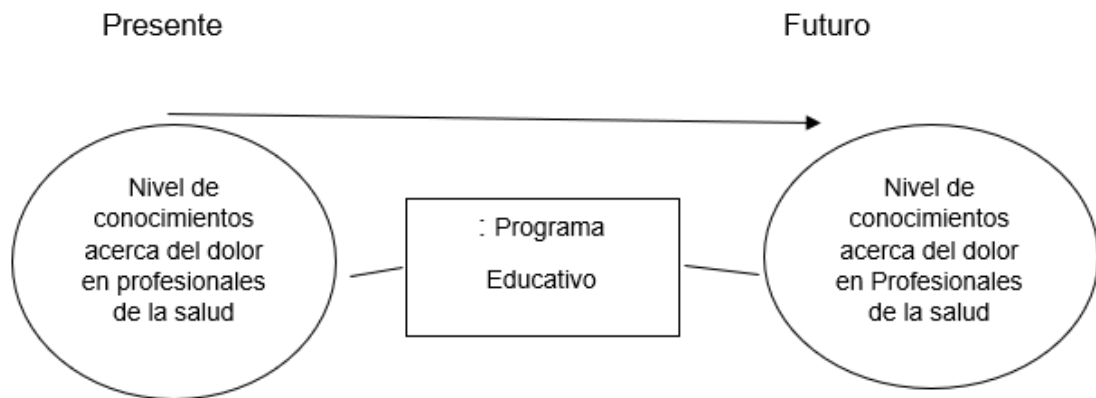 Presente
Futuro
Nivel de
conocimientos
acerca del dolor
en profesionales
de la salud
: Programa
Educativo
Nivel de
conocimientos
acerca del dolor
en Profesionales
de la salud